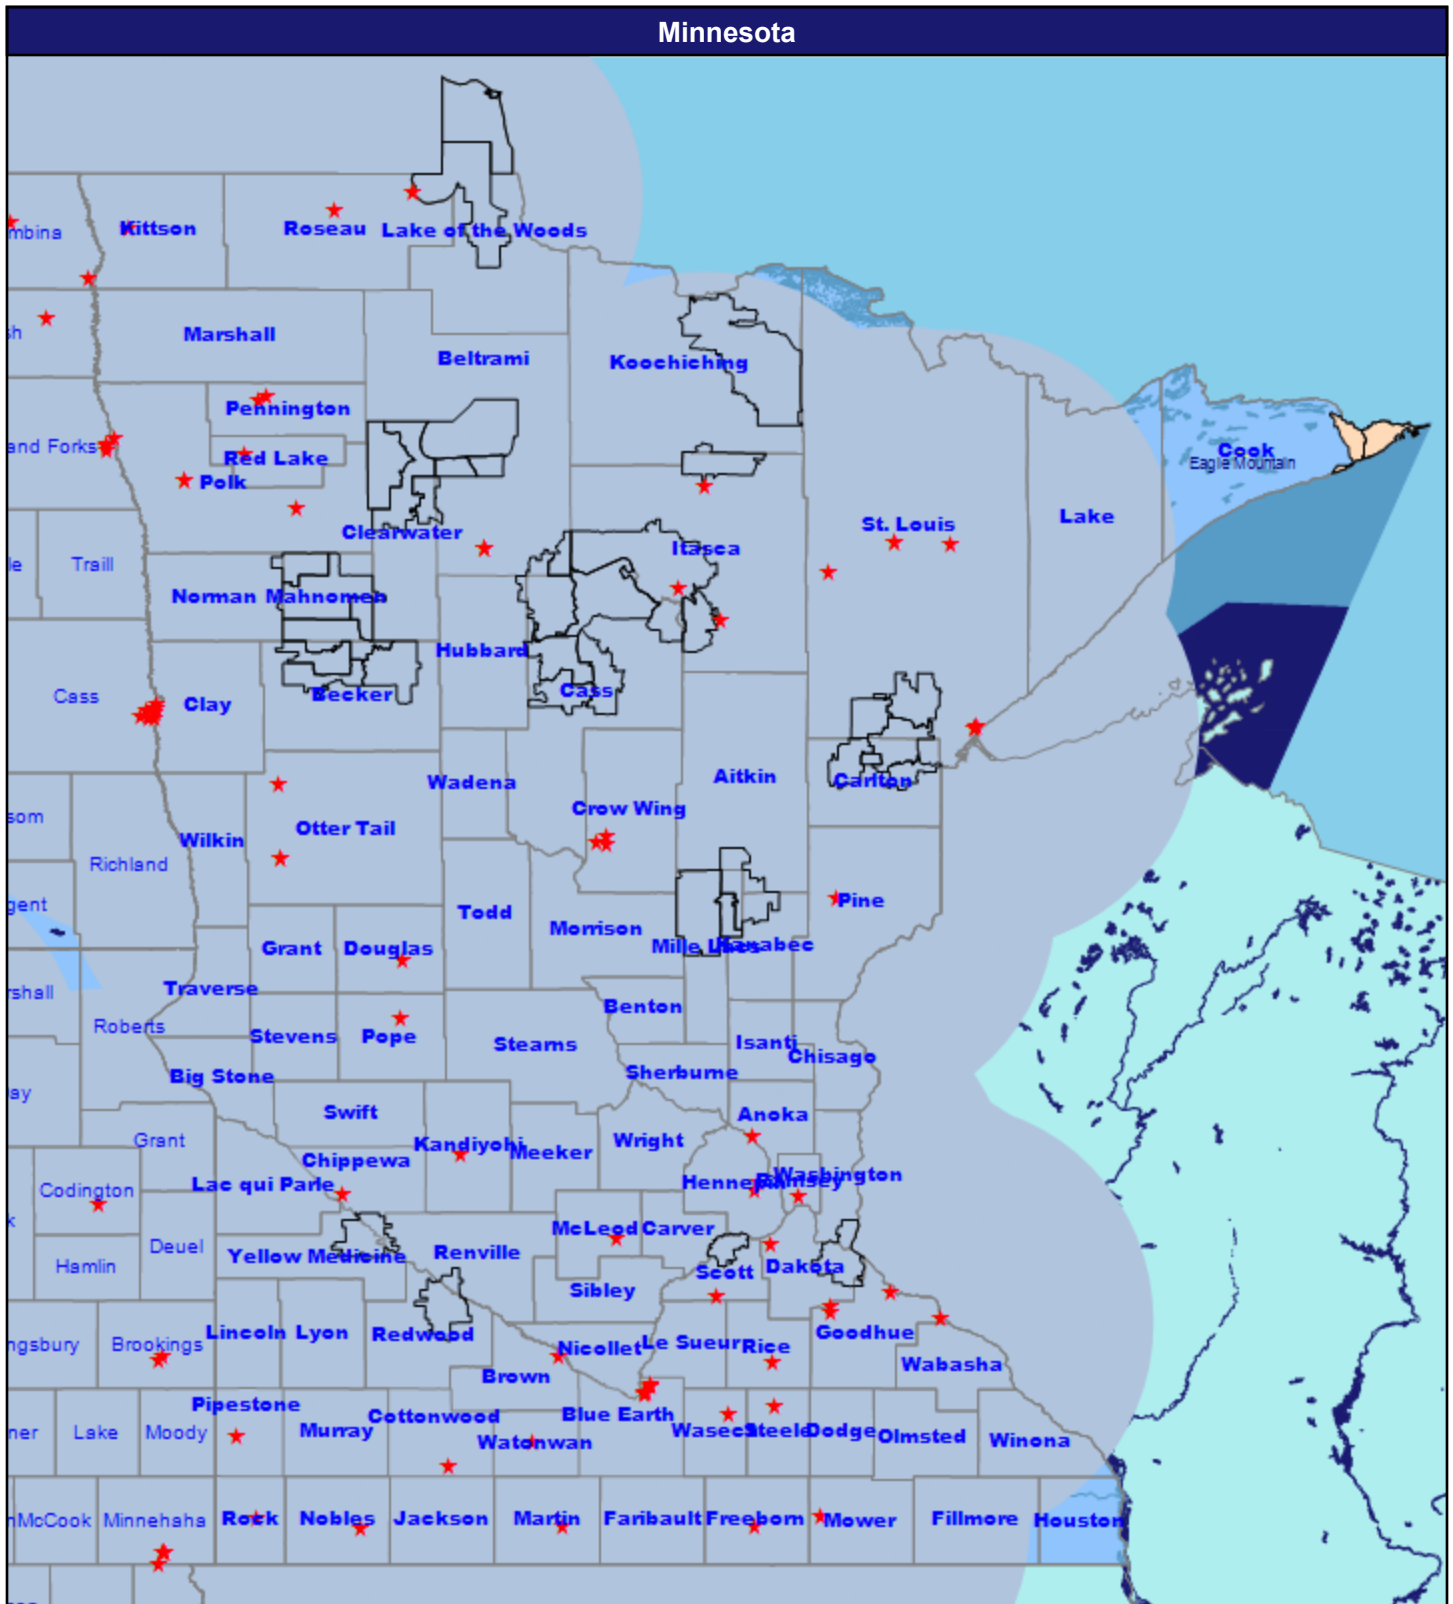 Minnesota
mbina
Kittson
Roseau
Lake of the Woods
sh
Marshall
Beltrami
Koochiching
Pennington
and Forks
Red Lake
Polk
Cook
Eagle Mountain
Clearwater
St. Louis
Lake
Itasca
le
Traill
Norman
Mahnomen
Hubbard
Cass
Clay
Becker
Cass
Wadena
Aitkin
Carlton
som
Crow Wing
Richland
Wilkin
Otter Tail
gent
Todd
Morrison
Pine
Grant
Douglas
Mille Lacs
Kanabec
rshall
Traverse
Roberts
Stevens
Pope
Benton
Stearns
Isanti
Chisago
Big Stone
Sherburne
ay
Swift
Anoka
Grant
Kandiyohi
Meeker
Wright
Chippewa
Codington
Lac qui Parle
Hennepin
Ramsey
Washington
k
McLeod
Carver
Deuel
Yellow Medicine
Renville
Hamlin
Scott
Dakota
Sibley
ngsbury
Brookings
Lincoln
Lyon
Redwood
Nicollet
Le Sueur
Rice
Goodhue
Wabasha
Brown
Pipestone
Cottonwood
Blue Earth
ner
Lake
Moody
Murray
Watonwan
Waseca
Steele
Dodge
Olmsted
Winona
McCook
Minnehaha
Rock
Nobles
Jackson
Martin
Faribault
Freeborn
Mower
Fillmore
Houston